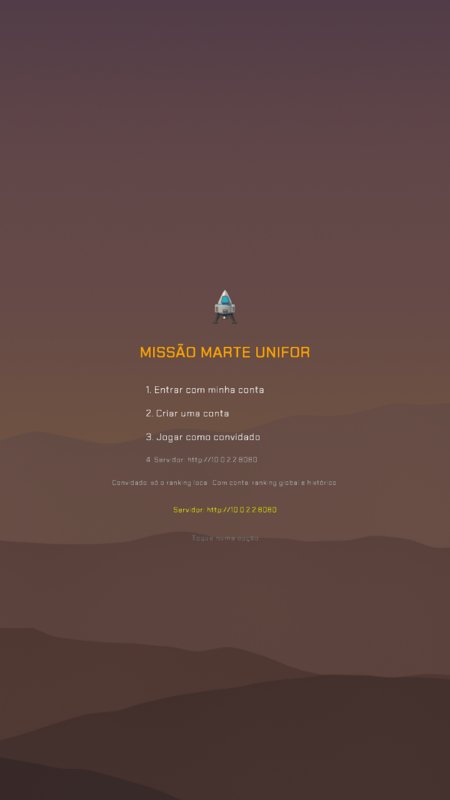 MISSÃO MARTE UNIFOR
1. Entrar com minha conta
2. Criar uma conta
3. Jogar como convidado
4. Servidor: http://10.0.2.2:8080
Convidado: só o ranking local. Com conta: ranking global e histórico.
Servidor: http://10.0.2.2:8080
Toque numa opção.